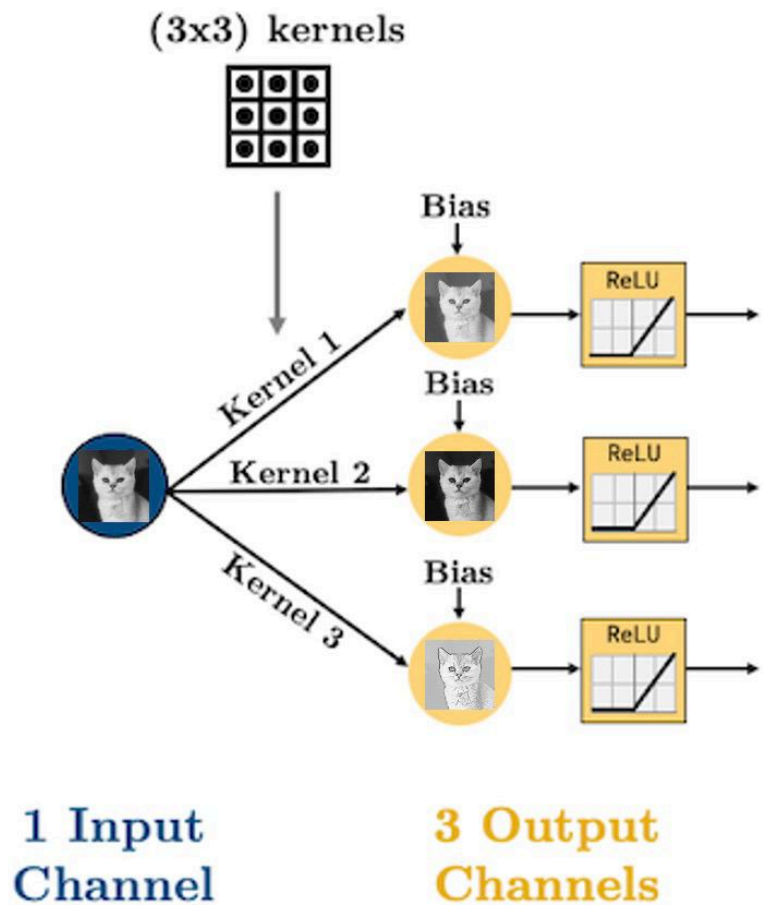 (3x3) kernels
Bias
ReLU
Kernel 1
Bias
ReLU
Kernel 2
Kernel 3
Bias
ReLU
1 Input
Channel
3 Output
Channels